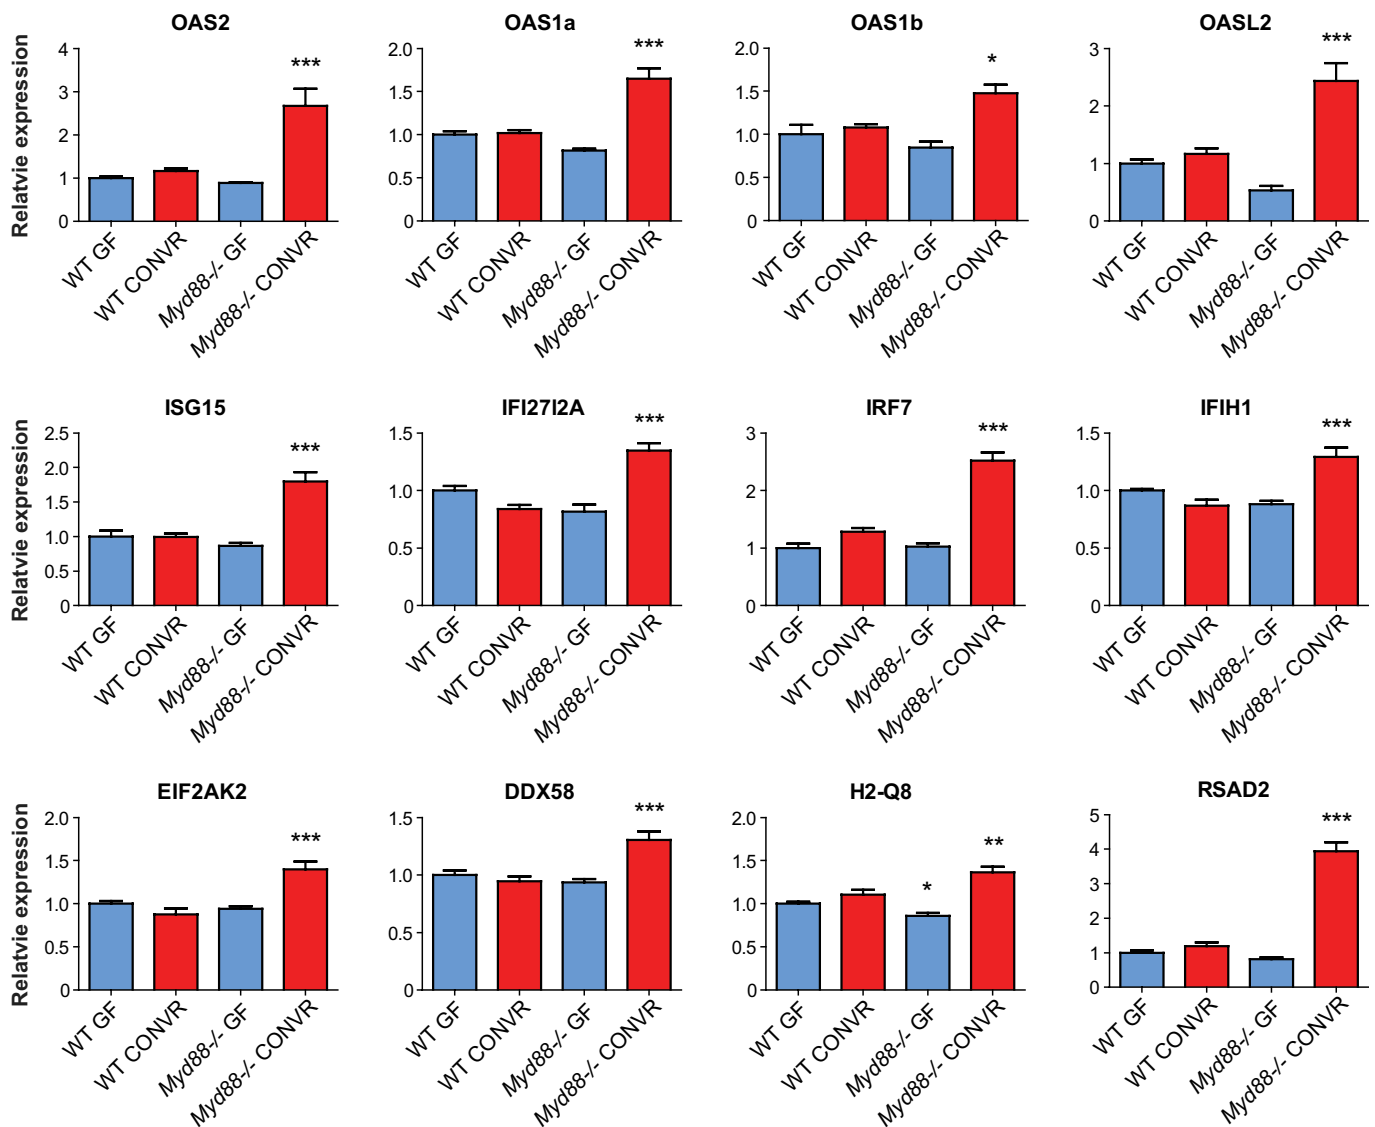 OAS2
OAS1a
OAS1b
OASL2
Relatvie expression
4
3
2
1
0
***
WT GF
WT CONVR
Myd88-/- GF
Myd88-/- CONVR
2.0
1.5
1.0
0.5
0
***
WT GF
WT CONVR
Myd88-/- GF
Myd88-/- CONVR
2.0
1.5
1.0
0.5
0
*
WT GF
WT CONVR
Myd88-/- GF
Myd88-/- CONVR
3
2
1
0
***
WT GF
WT CONVR
Myd88-/- GF
Myd88-/- CONVR
ISG15
IFI27I2A
IRF7
IFIH1
Relatvie expression
2.5
2.0
1.5
1.0
0.5
0
***
WT GF
WT CONVR
Myd88-/- GF
Myd88-/- CONVR
1.5
1.0
0.5
0
***
WT GF
WT CONVR
Myd88-/- GF
Myd88-/- CONVR
3
2
1
0
***
WT GF
WT CONVR
Myd88-/- GF
Myd88-/- CONVR
1.5
1.0
0.5
0
***
WT GF
WT CONVR
Myd88-/- GF
Myd88-/- CONVR
EIF2AK2
DDX58
H2-Q8
RSAD2
Relatvie expression
2.0
1.5
1.0
0.5
0
***
WT GF
WT CONVR
Myd88-/- GF
Myd88-/- CONVR
1.5
1.0
0.5
0
***
WT GF
WT CONVR
Myd88-/- GF
Myd88-/- CONVR
2.0
1.5
1.0
0.5
0
*
**
WT GF
WT CONVR
Myd88-/- GF
Myd88-/- CONVR
5
4
3
2
1
0
***
WT GF
WT CONVR
Myd88-/- GF
Myd88-/- CONVR